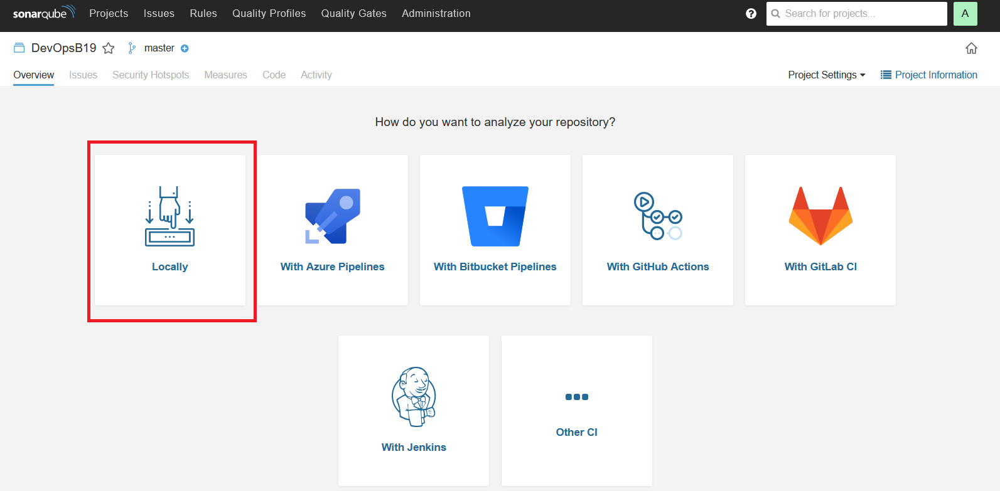 sonarqube Projects Issues Rules Quality Profiles Quality Gates Administration ? Search for projects... A
DevOpsB19 master
Overview Issues Security Hotspots Measures Code Activity Project Settings Project Information
How do you want to analyze your repository?
Locally With Azure Pipelines With Bitbucket Pipelines With GitHub Actions With GitLab CI
With Jenkins Other CI